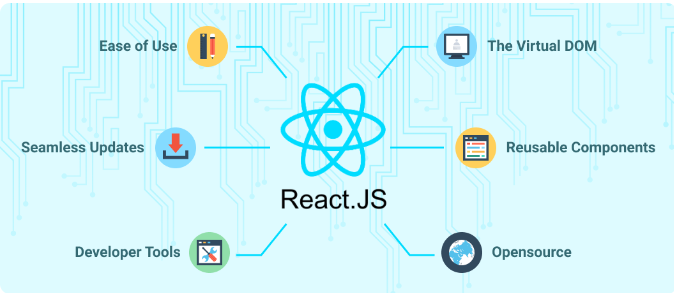 Ease of Use
The Virtual DOM
Seamless Updates
Reusable Components
React.JS
Developer Tools
Opensource